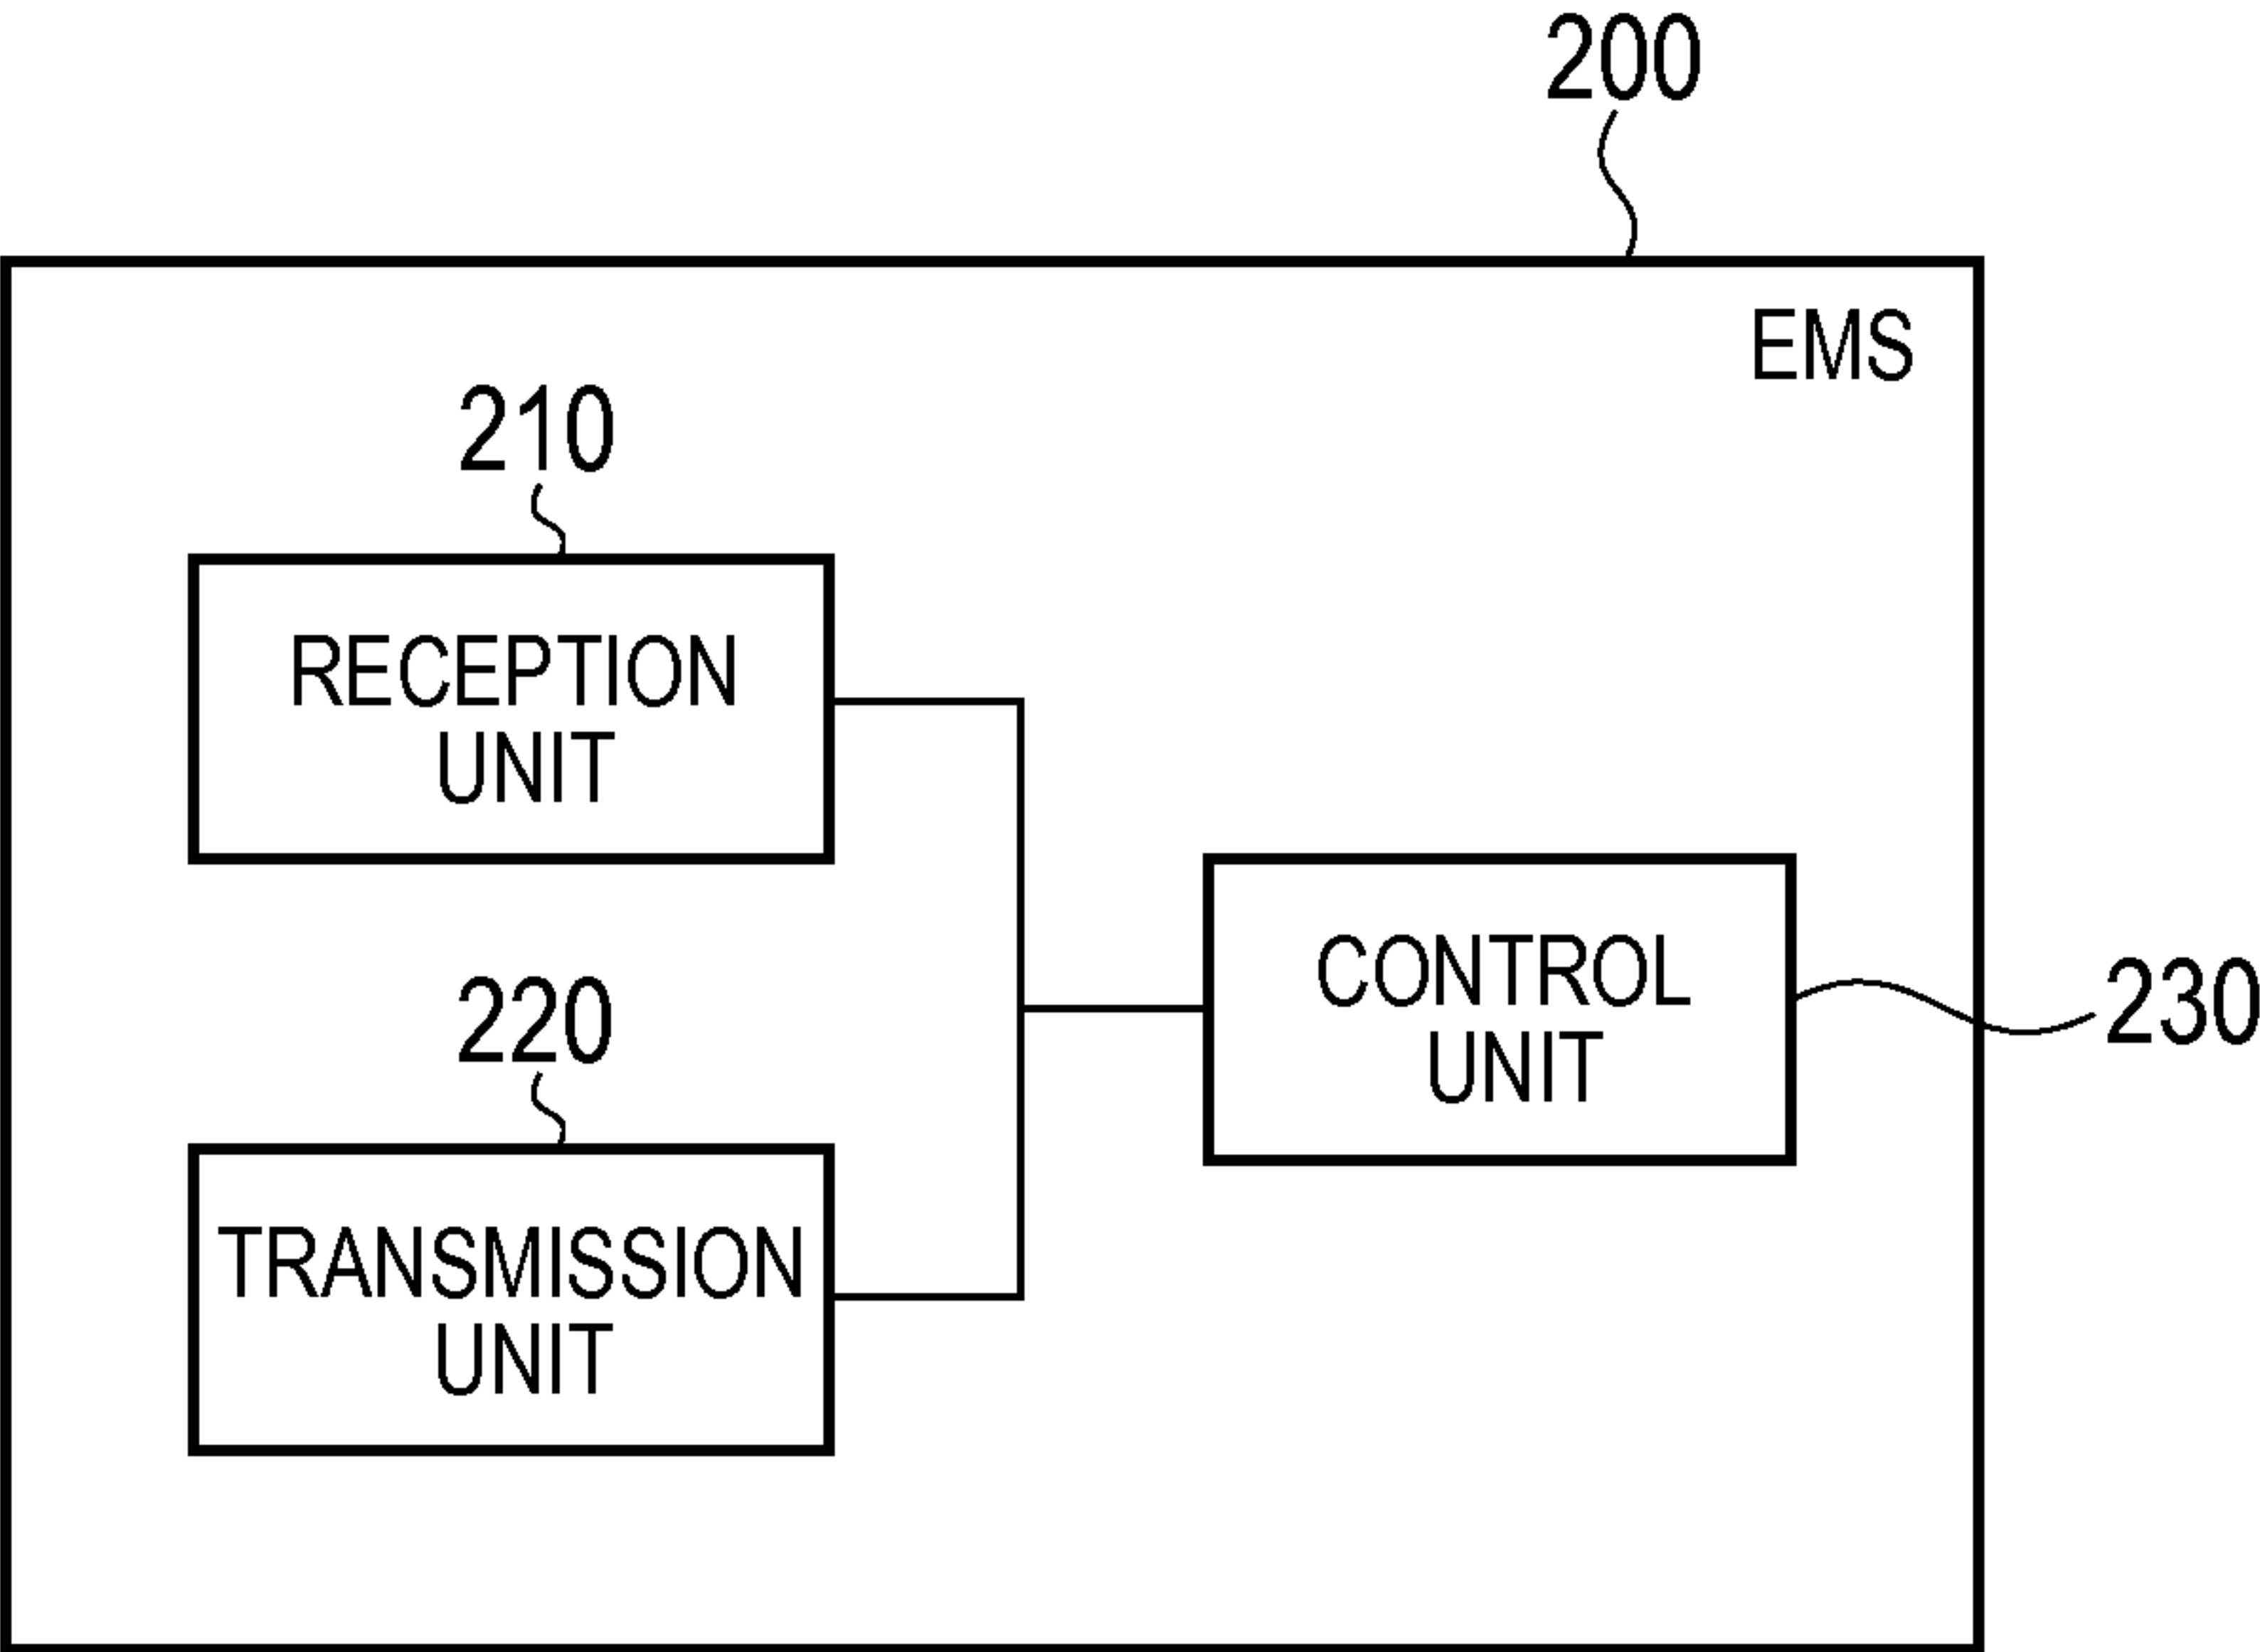 200
EMS
210
RECEPTION
UNIT
CONTROL
UNIT
230
220
TRANSMISSION
UNIT